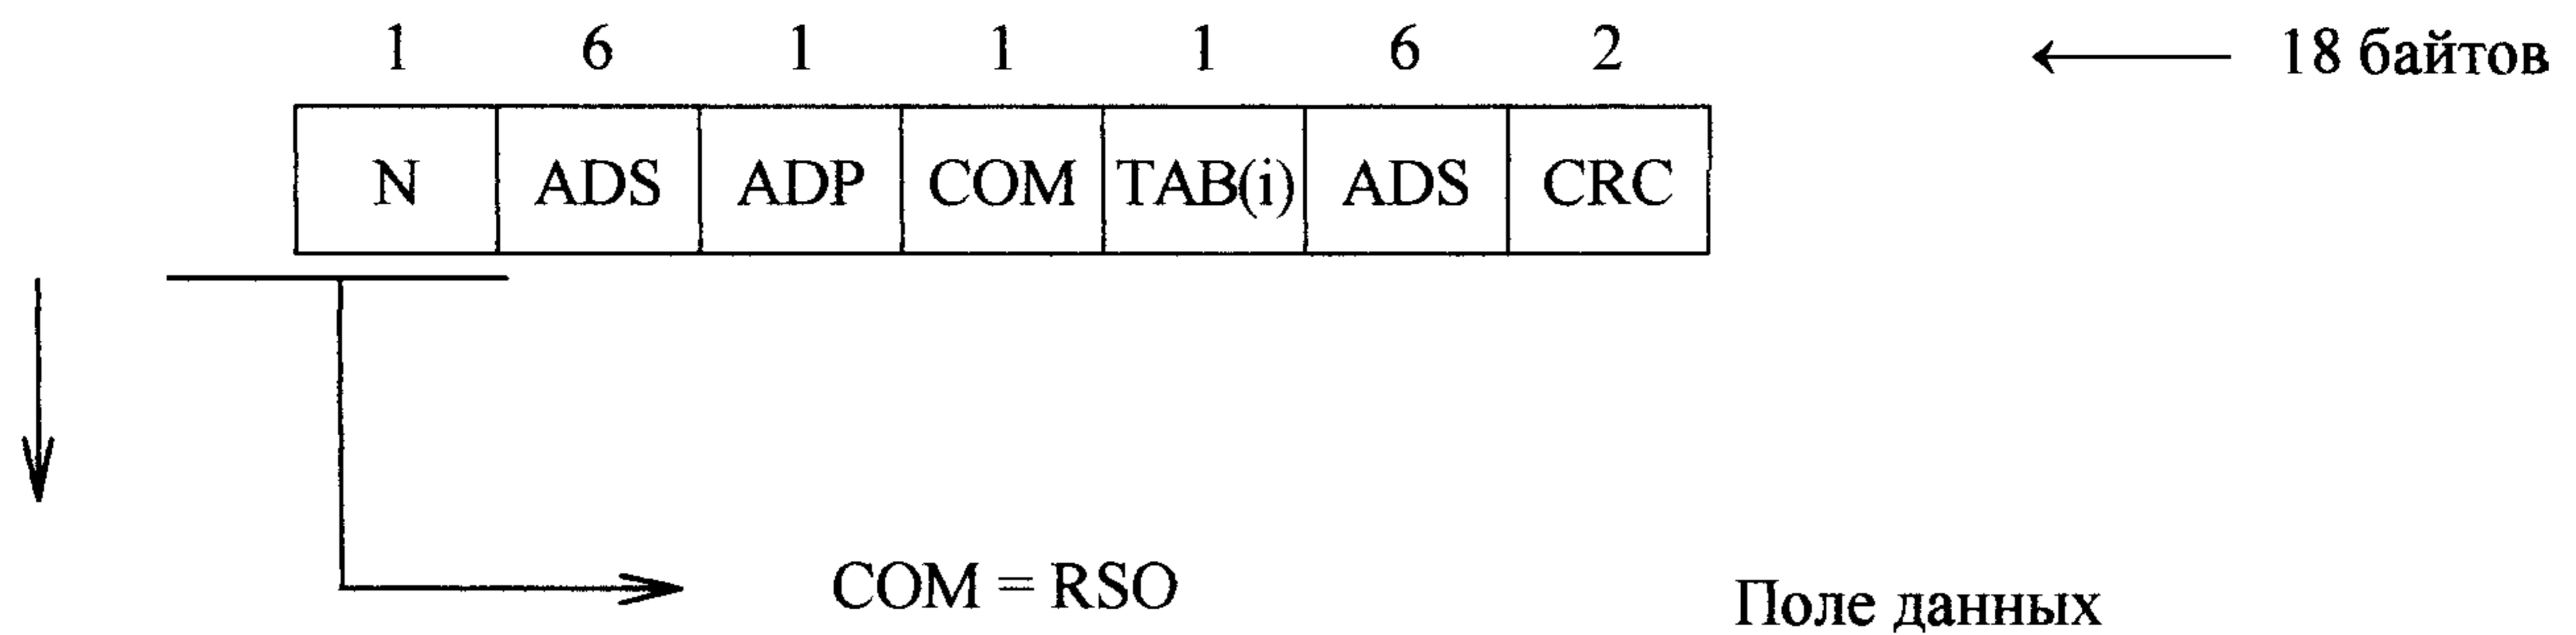 1 6 1 1 1 6 2 18 байтов
N ADS ADP COM TAB(i) ADS CRC
COM = RSO
Поле данных